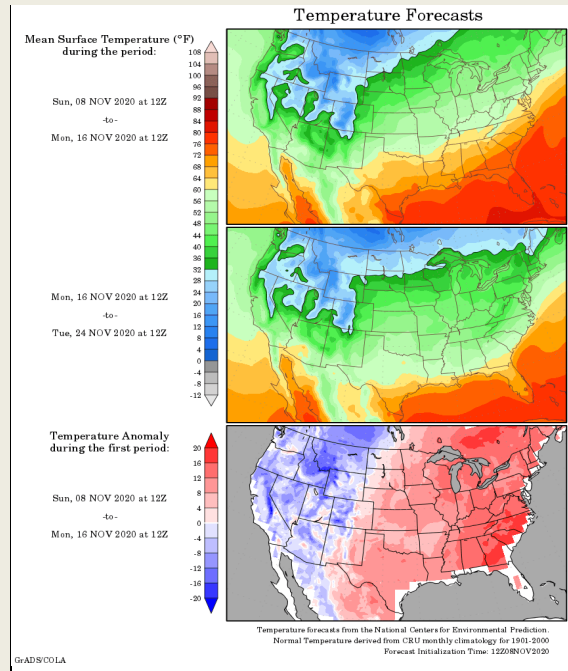 Temperature Forecasts
Mean Surface Temperature (°F)
during the period:
Sun, 08 NOV 2020 at 12Z
-to-
Mon, 16 NOV 2020 at 12Z
108
104
100
96
92
88
84
80
76
72
68
64
60
56
52
48
44
40
36
32
28
24
20
16
12
8
4
0
-4
-8
-12
Mon, 16 NOV 2020 at 12Z
-to-
Tue, 24 NOV 2020 at 12Z
Temperature Anomaly
during the first period:
Sun, 08 NOV 2020 at 12Z
-to-
Mon, 16 NOV 2020 at 12Z
20
16
12
8
4
0
-4
-8
-12
-16
-20
Temperature forecasts from the National Centers for Environmental Prediction.
Normal Temperature derived from CRU monthly climatology for 1901-2000
Forecast Initialization Time: 12Z08NOV2020
GrADS/COLA